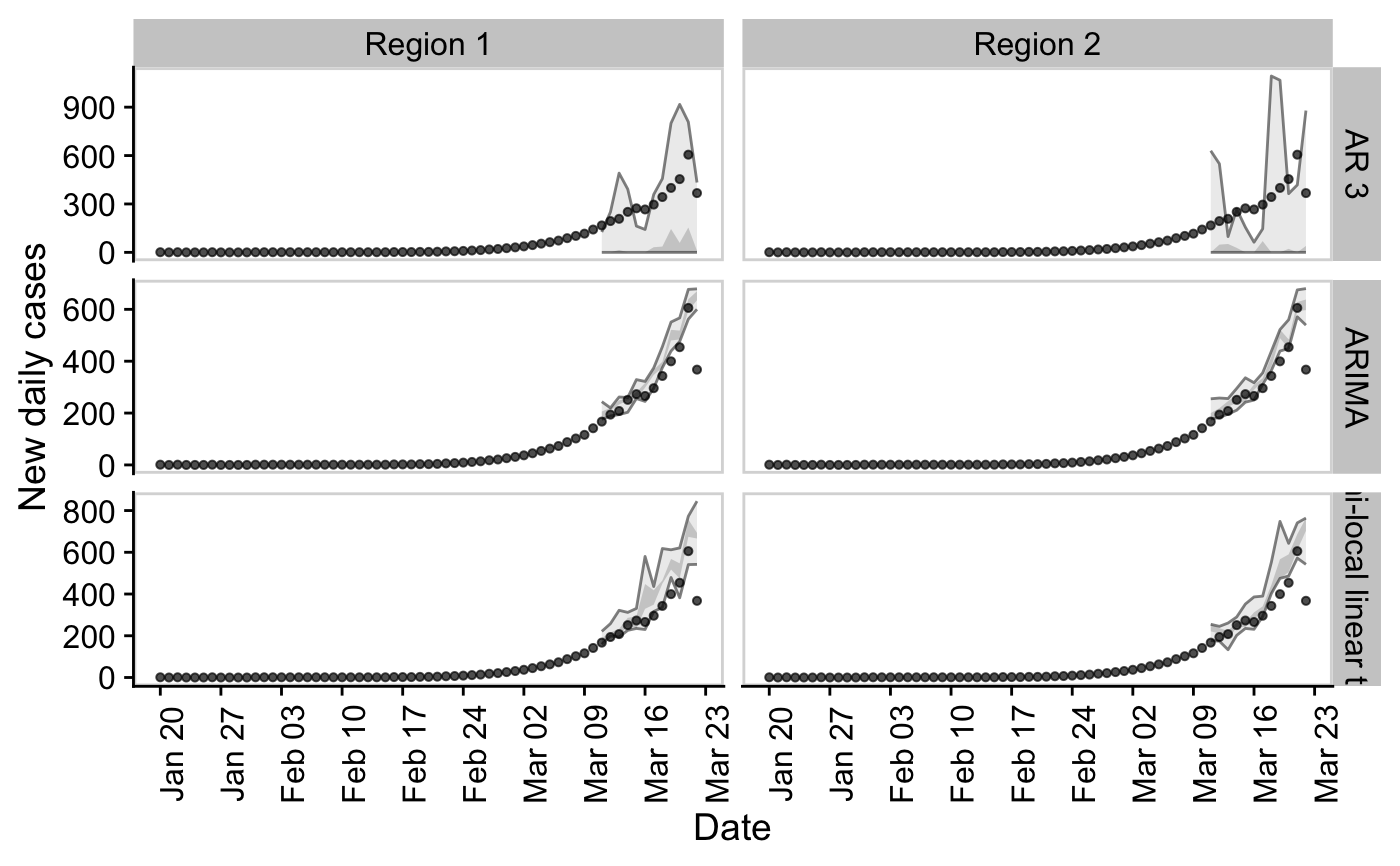 Region 1
Region 2
New daily cases
900
600
300
0
AR 3
600
400
200
0
ARIMA
800
600
400
200
0
i-local linear t
Jan 20
Jan 27
Feb 03
Feb 10
Feb 17
Feb 24
Mar 02
Mar 09
Mar 16
Mar 23
Jan 20
Jan 27
Feb 03
Feb 10
Feb 17
Feb 24
Mar 02
Mar 09
Mar 16
Mar 23
Date